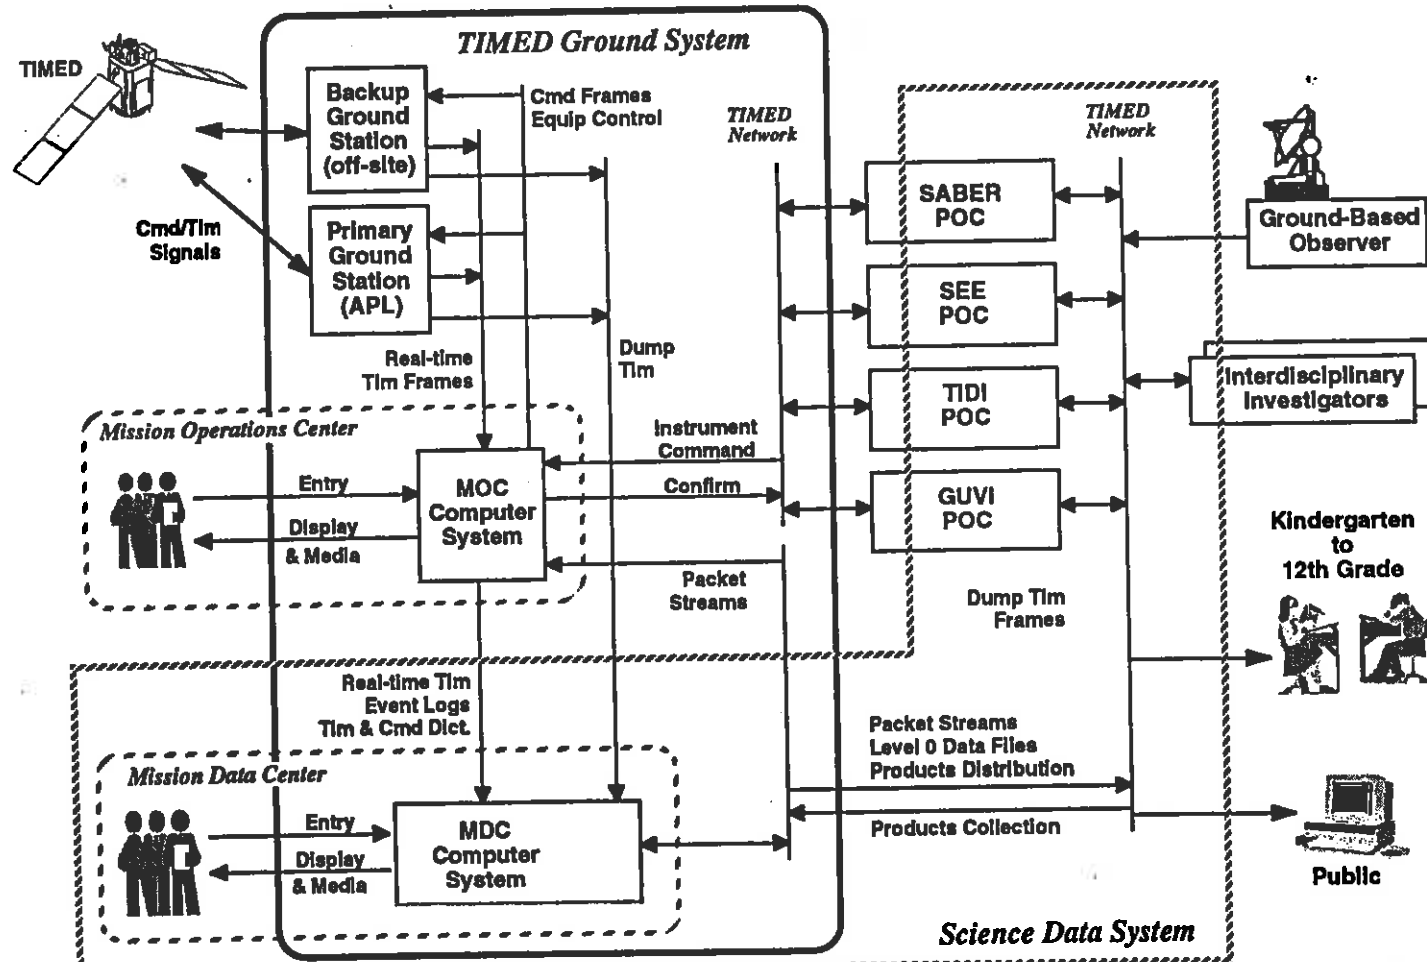 TIMED Ground System
TIMED
Backup
Ground
Station
(off-site)
Cmd Frames
Equip Control
TIMED
Network
TIMED
Network
Cmd/Tlm
Signals
Primary
Ground
Station
(APL)
SABER
POC
Ground-Based
Observer
SEE
POC
Real-time
Tlm Frames
Dump
Tlm
TIDI
POC
Interdisciplinary
Investigators
Mission Operations Center
Instrument
Command
Entry
MOC
Computer
System
Confirm
GUVI
POC
Display
& Media
Kindergarten
to
12th Grade
Packet
Streams
Dump Tlm
Frames
Real-time Tlm
Event Logs
Tlm & Cmd Dict.
Packet Streams
Level 0 Data Files
Products Distribution
Mission Data Center
Entry
MDC
Computer
System
Products Collection
Display
& Media
Public
Science Data System